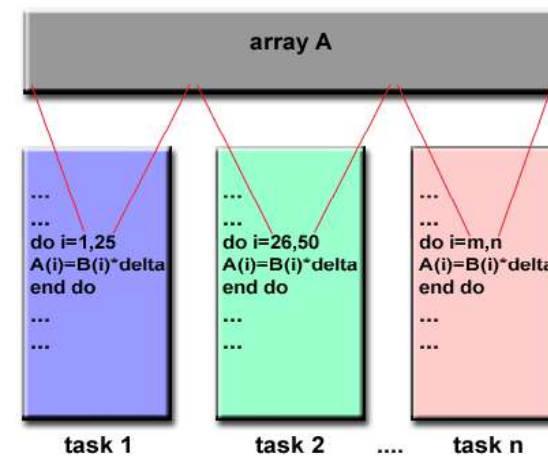 array A
...
...
do i=1,25
A(i)=B(i)*delta
end do
...
...
...
...
do i=26,50
A(i)=B(i)*delta
end do
...
...
...
...
do i=m,n
A(i)=B(i)*delta
end do
...
...
task 1 task 2 .... task n